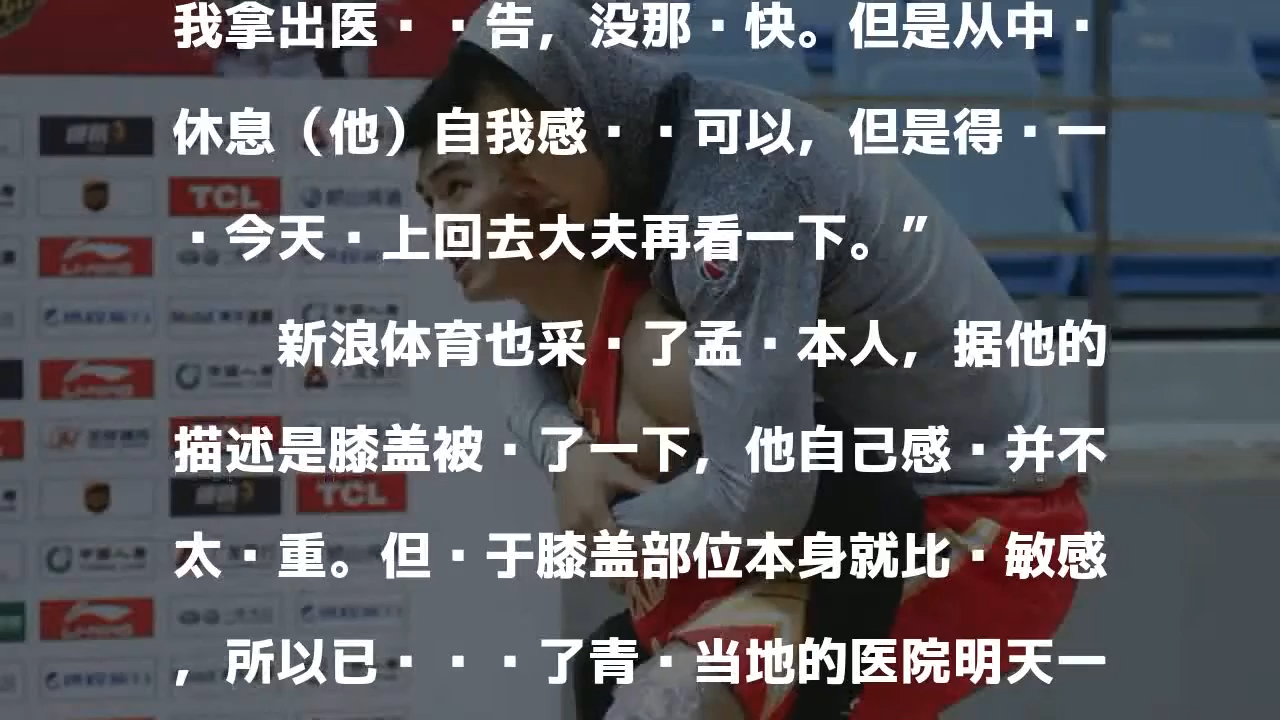 我拿出医··告，没那·快。但是从中·
休息（他）自我感··可以，但是得·一
·今天·上回去大夫再看一下。”
新浪体育也采·了孟·本人，据他的
描述是膝盖被·了一下，他自己感·并不
太·重。但·于膝盖部位本身就比·敏感
，所以已···了青·当地的医院明天一
TCL
TCL